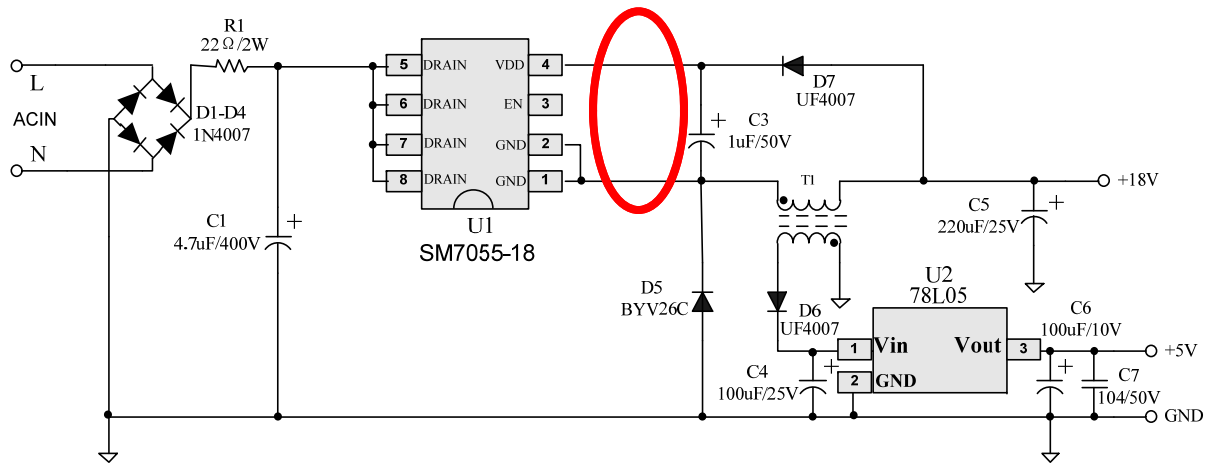 R1
22Ω/2W
L
ACIN
N
D1-D4
1N4007
C1
4.7uF/400V
5 DRAIN VDD 4
6 DRAIN EN 3
7 DRAIN GND 2
8 DRAIN GND 1
U1
SM7055-18
D7
UF4007
C3
1uF/50V
T1
+18V
C5
220uF/25V
D5
BYV26C
D6
UF4007
U2
78L05
1 Vin Vout 3
2 GND
C4
100uF/25V
C6
100uF/10V
+5V
C7
104/50V
GND